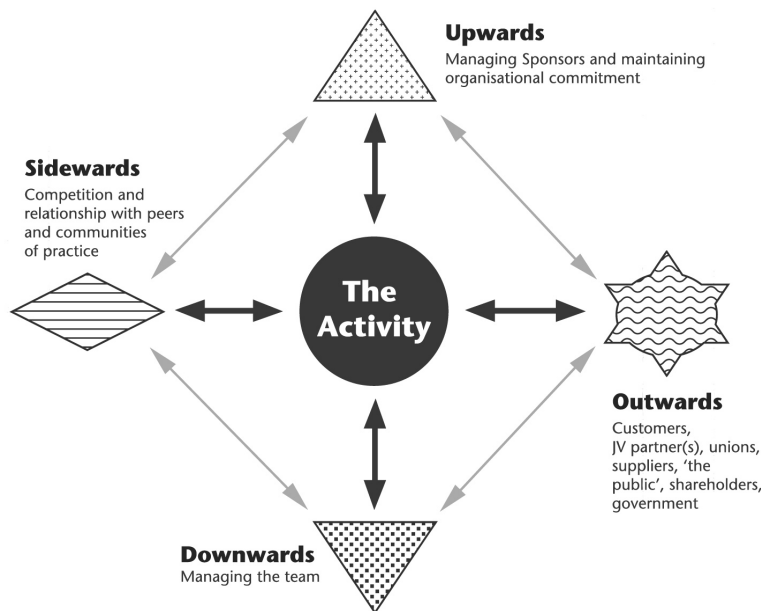 Upwards
Managing Sponsors and maintaining
organisational commitment
Sidewards
Competition and
relationship with peers
and communities
of practice
The
Activity
Outwards
Customers,
JV partner(s), unions,
suppliers, ‘the
public’, shareholders,
government
Downwards
Managing the team